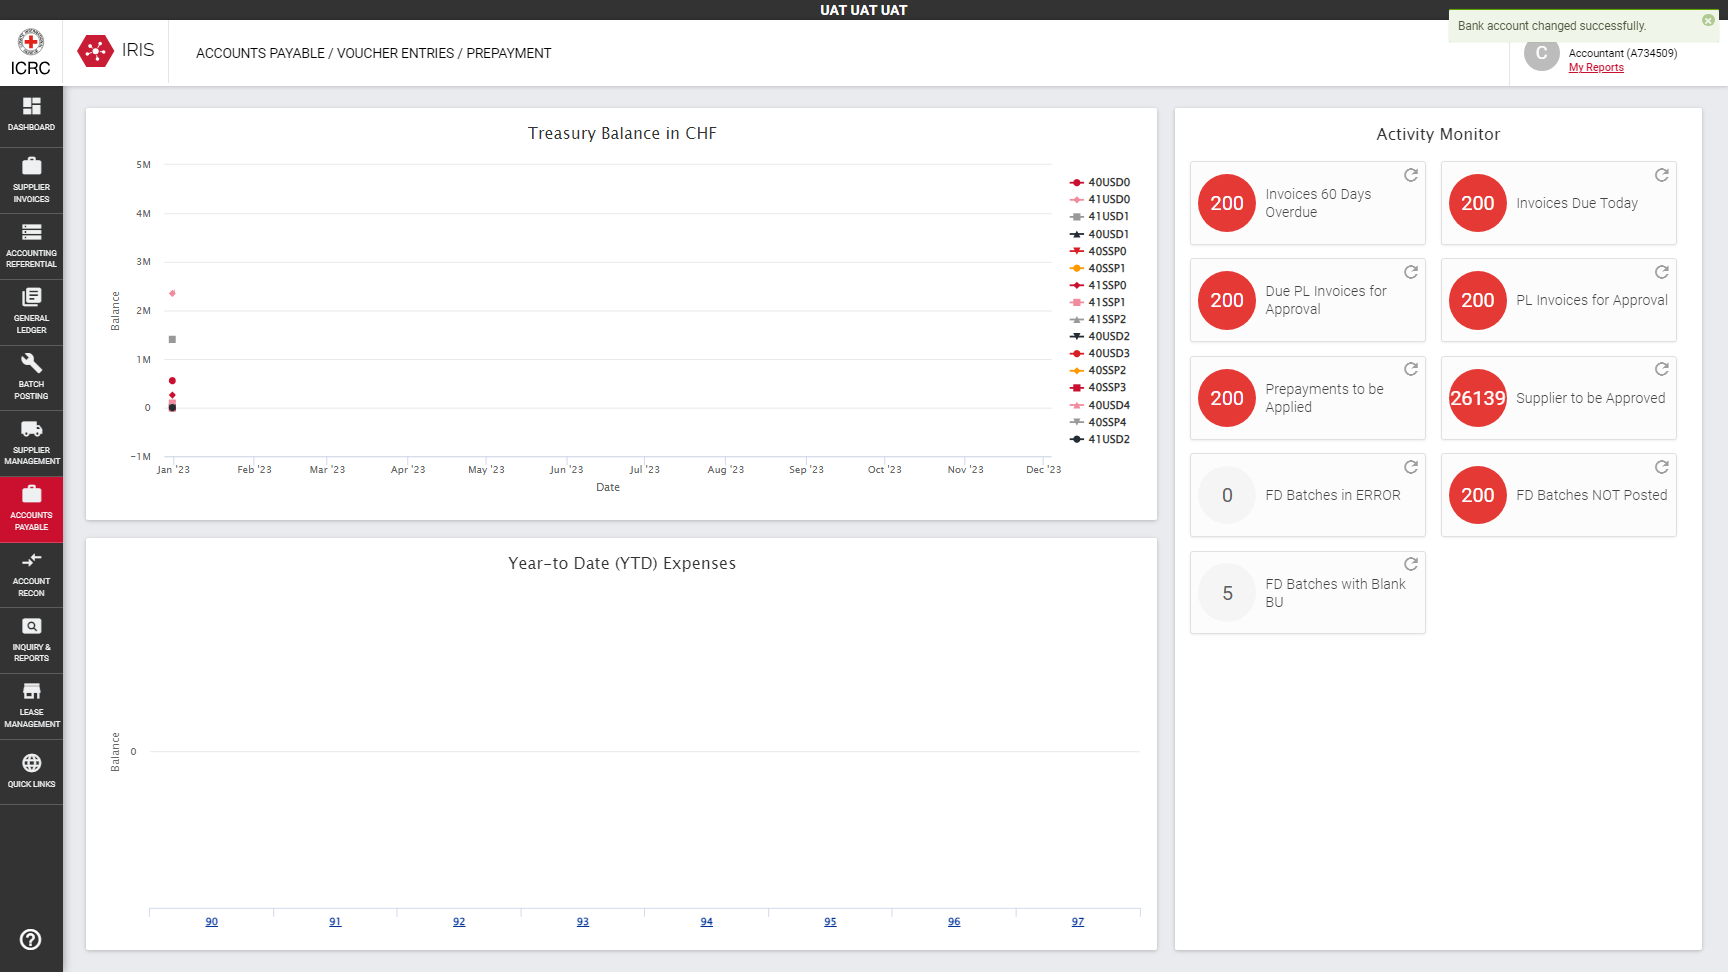 UAT UAT UAT
Bank account changed successfully.
ICRC
IRIS
ACCOUNTS PAYABLE / VOUCHER ENTRIES / PREPAYMENT
C
Accountant (A734509)
My Reports
DASHBOARD
SUPPLIER
INVOICES
ACCOUNTING
REFERENTIAL
GENERAL
LEDGER
BATCH
POSTING
SUPPLIER
MANAGEMENT
ACCOUNTS
PAYABLE
ACCOUNT
RECON
INQUIRY &
REPORTS
LEASE
MANAGEMENT
QUICK LINKS
Treasury Balance in CHF
5M
4M
3M
2M
1M
0
-1M
Balance
Jan '23
Feb '23
Mar '23
Apr '23
May '23
Jun '23
Jul '23
Aug '23
Sep '23
Oct '23
Nov '23
Dec '23
Date
40USD0
41USD0
41USD1
40USD1
40SSP0
40SSP1
41SSP0
41SSP1
41SSP2
40USD2
40USD3
40SSP2
40SSP3
40USD4
40SSP4
41USD2
Year-to Date (YTD) Expenses
Balance
0
90
91
92
93
94
95
96
97
Activity Monitor
200
Invoices 60 Days
Overdue
200
Invoices Due Today
200
Due PL Invoices for
Approval
200
PL Invoices for Approval
200
Prepayments to be
Applied
26139
Supplier to be Approved
0
FD Batches in ERROR
200
FD Batches NOT Posted
5
FD Batches with Blank
BU